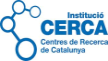 Institució
CERCA
Centres de Recerca
de Catalunya